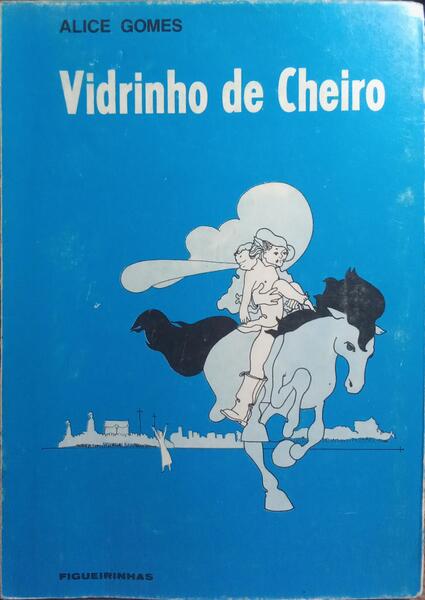 ALICE GOMES
Vidrinho de Cheiro
FIGUEIRINHAS